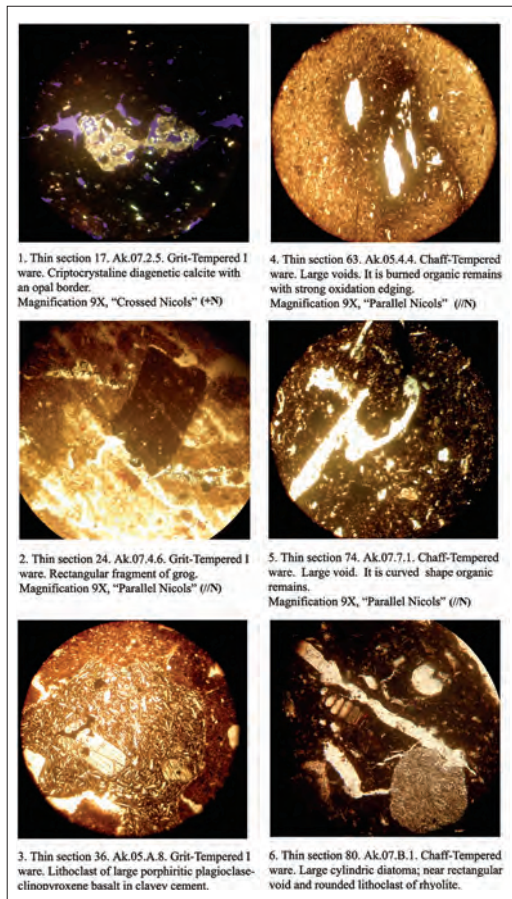 1. Thin section 17. Ak.07.2.5. Grit-Tempered I
ware. Criptocrystaline diagenetic calcite with
an opal border.
Magnification 9X, “Crossed Nicols” (+N)
2. Thin section 24. Ak.07.4.6. Grit-Tempered I
ware. Rectangular fragment of grog.
Magnification 9X, “Parallel Nicols” (//N)
3. Thin section 36. Ak.05.A.8. Grit-Tempered I
ware. Lithoclast of large porphiritic plagioclase-
clinopyroxene basalt in clayey cement.
4. Thin section 63. Ak.05.4.4. Chaff-Tempered
ware. Large voids. It is burned organic remains
with strong oxidation edging.
Magnification 9X, “Parallel Nicols” (//N)
5. Thin section 74. Ak.07.7.1. Chaff-Tempered
ware. Large void. It is curved shape organic
remains.
Magnification 9X, “Parallel Nicols” (//N)
6. Thin section 80. Ak.07.B.1. Chaff-Tempered
ware. Large cylindric diatoma; near rectangular
void and rounded lithoclast of rhyolite.